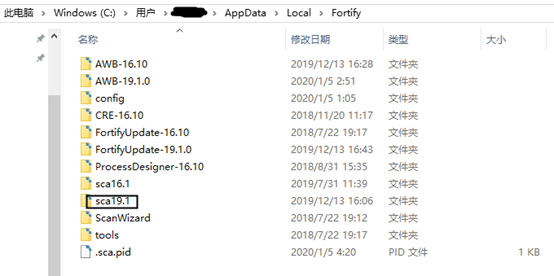 此电脑 > Windows (C:) > 用户 > > AppData > Local > Fortify
名称 修改日期 类型 大小
AWB-16.10 2019/12/13 16:28 文件夹
AWB-19.1.0 2020/1/5 2:51 文件夹
config 2020/1/5 1:05 文件夹
CRE-16.10 2018/11/20 11:17 文件夹
FortifyUpdate-16.10 2018/7/22 19:17 文件夹
FortifyUpdate-19.1.0 2019/12/13 16:43 文件夹
ProcessDesigner-16.10 2018/8/31 15:35 文件夹
sca16.1 2019/7/31 11:39 文件夹
sca19.1 2019/12/13 16:06 文件夹
ScanWizard 2018/7/22 19:12 文件夹
tools 2018/7/22 19:17 文件夹
.sca.pid 2020/1/5 4:20 PID 文件 1 KB